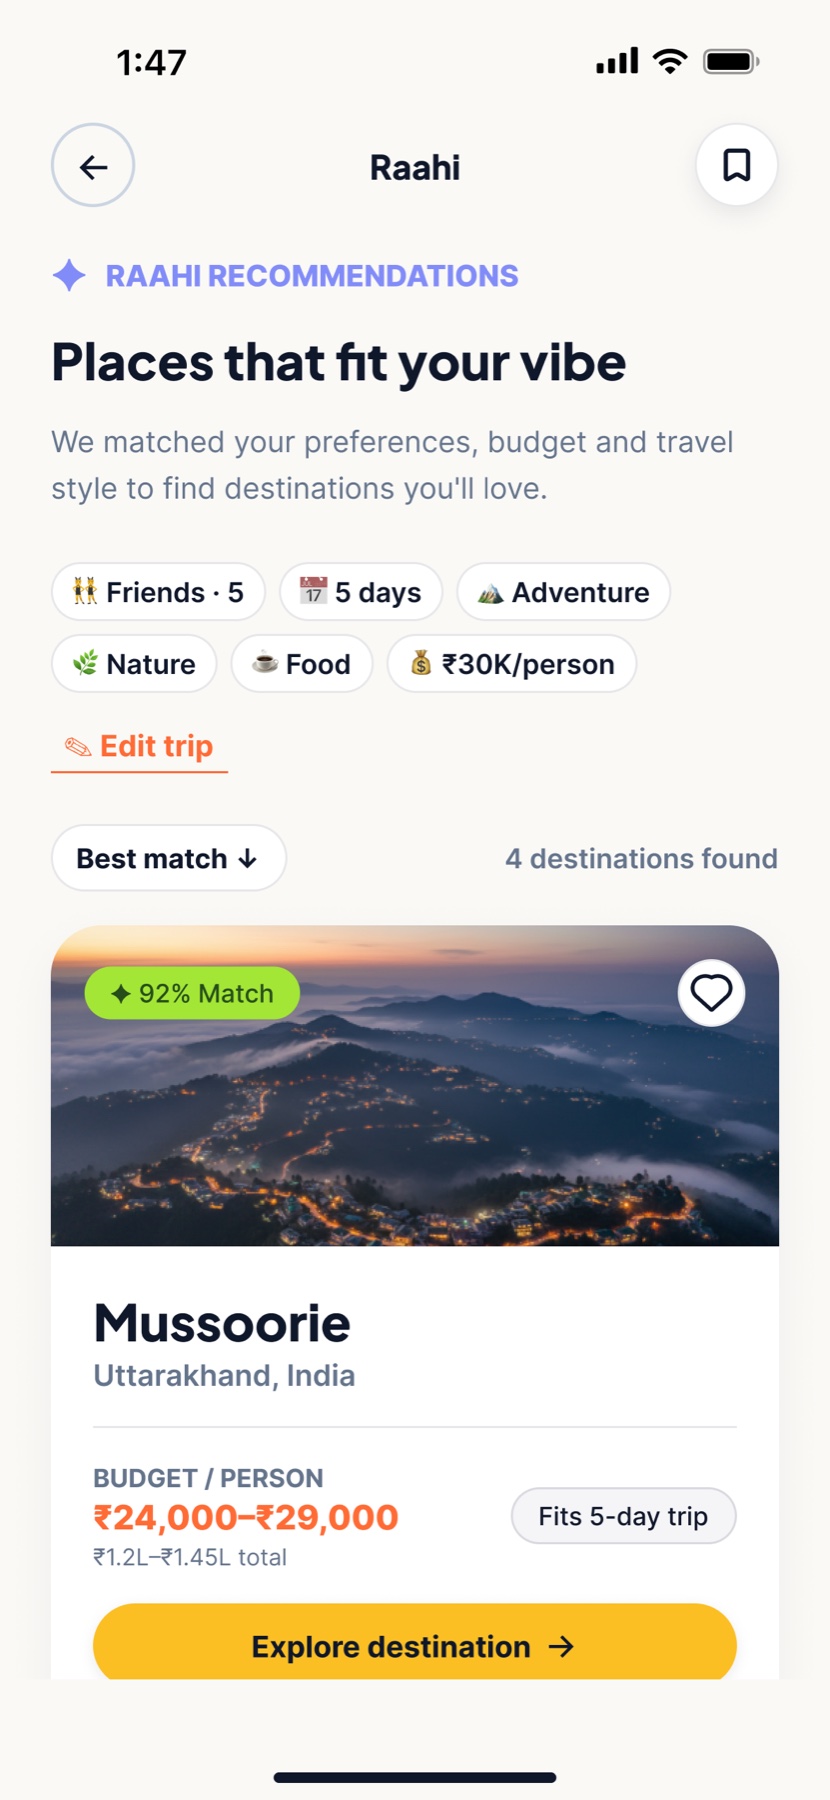 1:47
Raahi
RAAHI RECOMMENDATIONS
Places that fit your vibe
We matched your preferences, budget and travel
style to find destinations you'll love.
👯 Friends · 5
📅 5 days
🏔️ Adventure
🌿 Nature
☕ Food
💰 ₹30K/person
✏ Edit trip
Best match ↓
4 destinations found
✦ 92% Match
Mussoorie
Uttarakhand, India
BUDGET / PERSON
₹24,000–₹29,000
₹1.2L–₹1.45L total
Fits 5-day trip
Explore destination →